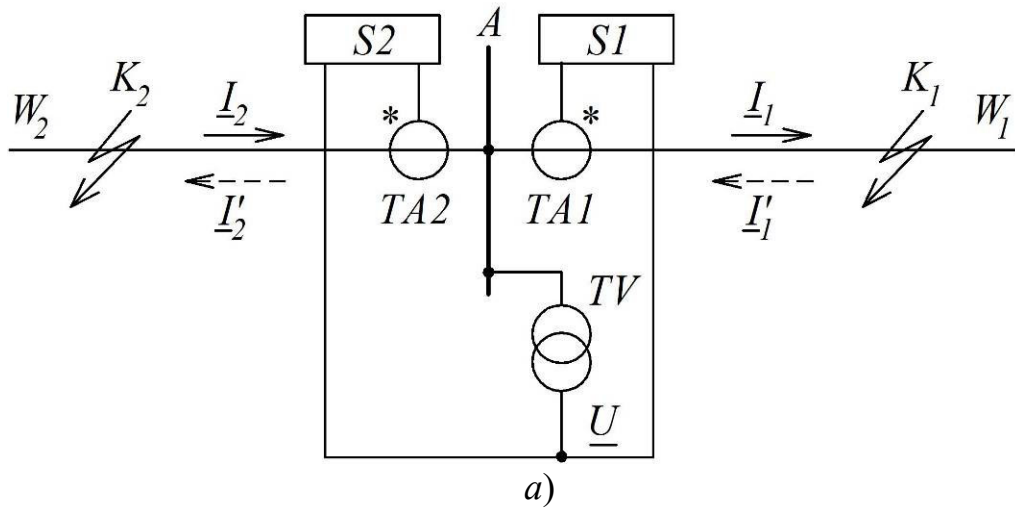 A
S2
S1
K₂
I₂
*
*
I₁
K₁
W₂
W₁
I'₂
TA2
TA1
I'₁
TV
U
a)